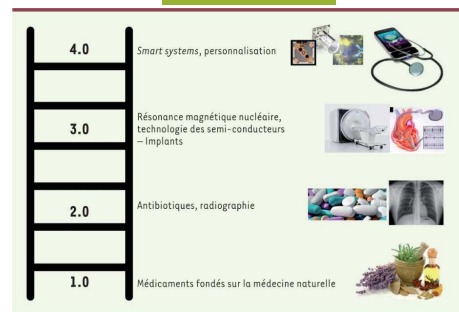 4.0
Smart systems, personnalisation
3.0
Résonance magnétique nucléaire,
technologie des semi-conducteurs
– Implants
2.0
Antibiotiques, radiographie
1.0
Médicaments fondés sur la médecine naturelle